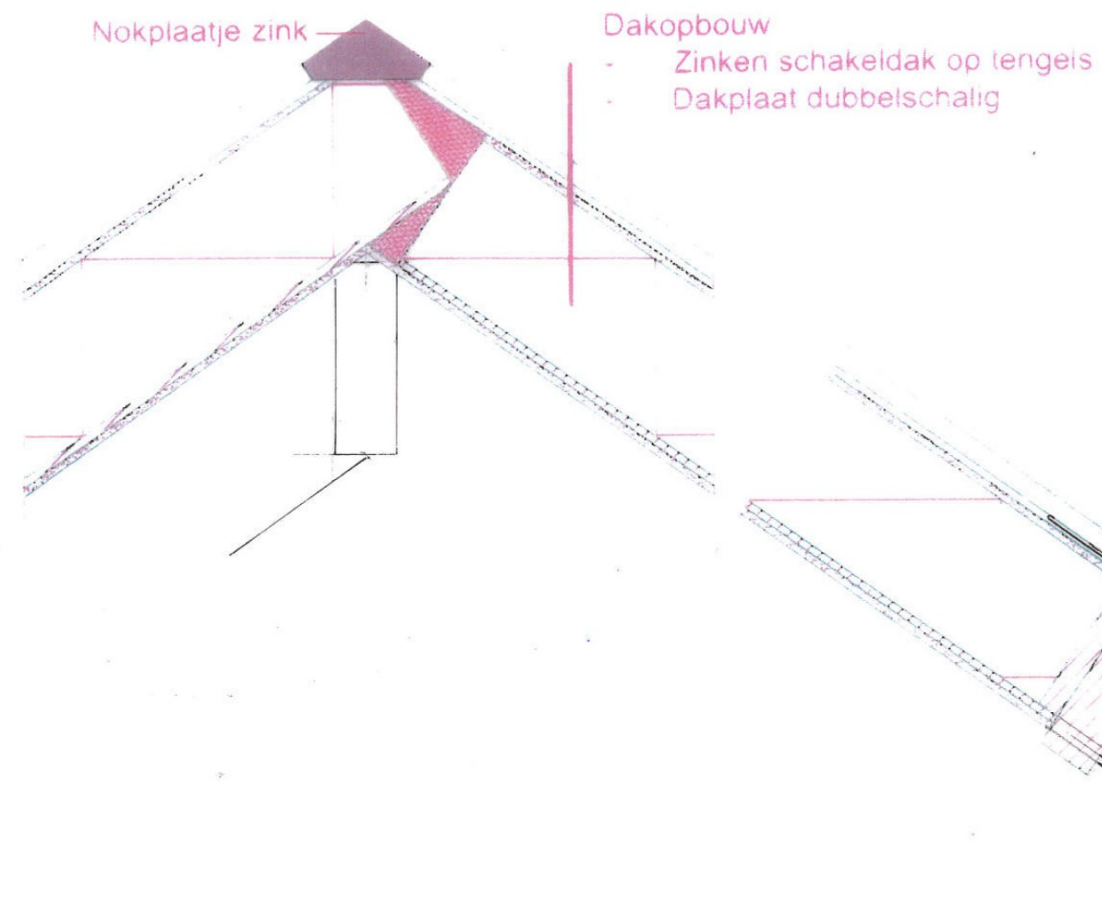 Nokplaatje zink
Dakopbouw
- Zinken schakeldak op tengels
- Dakplaat dubbelschalig